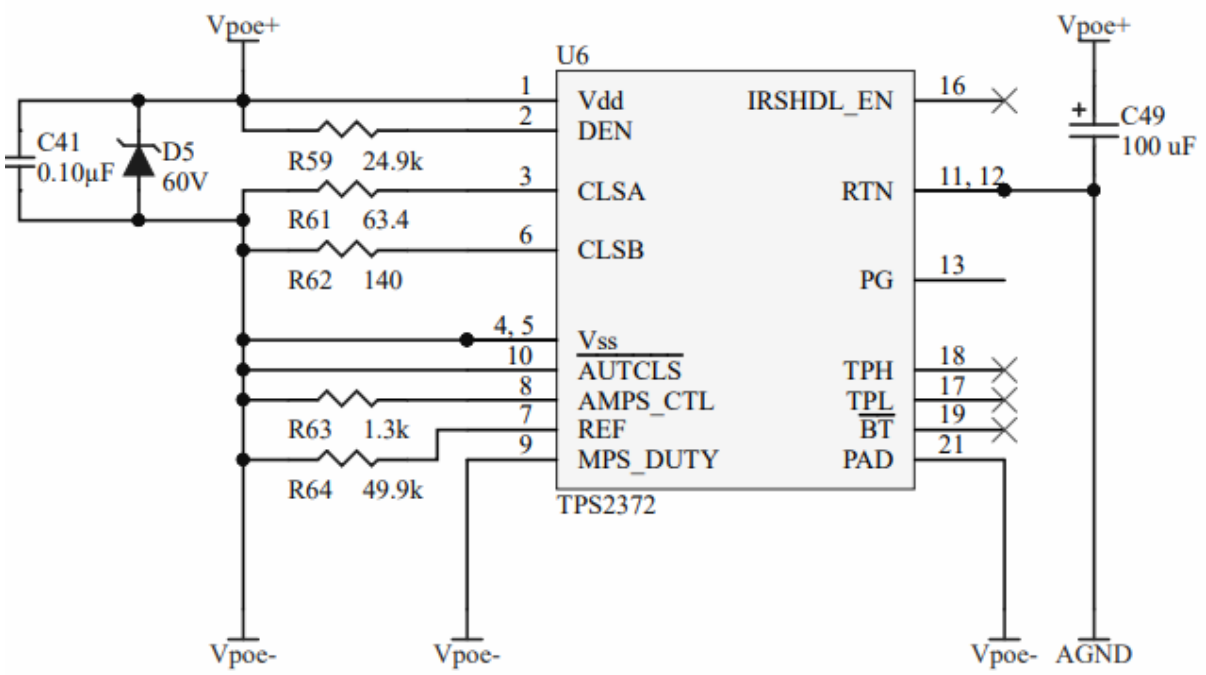 Vpoe+
Vpoe+
U6
1
Vdd
IRSHDL_EN
16
2
DEN
C41
0.10µF
D5
60V
R59 24.9k
+
C49
100 uF
3
CLSA
RTN
11, 12
R61 63.4
6
CLSB
R62 140
PG
13
4, 5
Vss
10
AUTCLS
TPH
18
8
AMPS_CTL
TPL
17
R63 1.3k
7
REF
BT
19
9
MPS_DUTY
PAD
21
R64 49.9k
TPS2372
Vpoe-
Vpoe-
Vpoe-
AGND